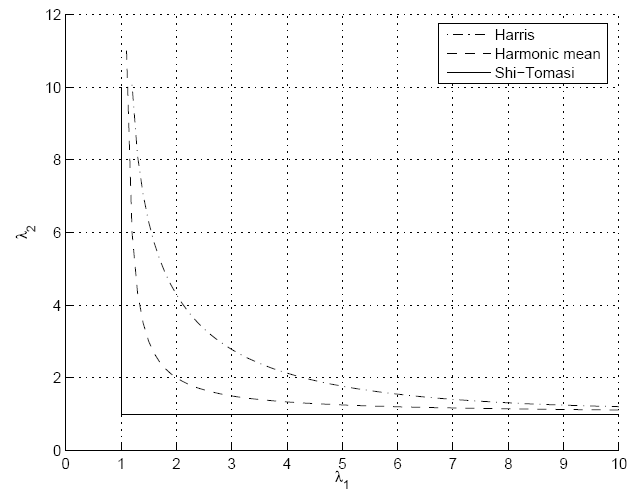 12
10
8
6
4
2
0
λ2
Harris
Harmonic mean
Shi−Tomasi
0 1 2 3 4 5 6 7 8 9 10
λ1